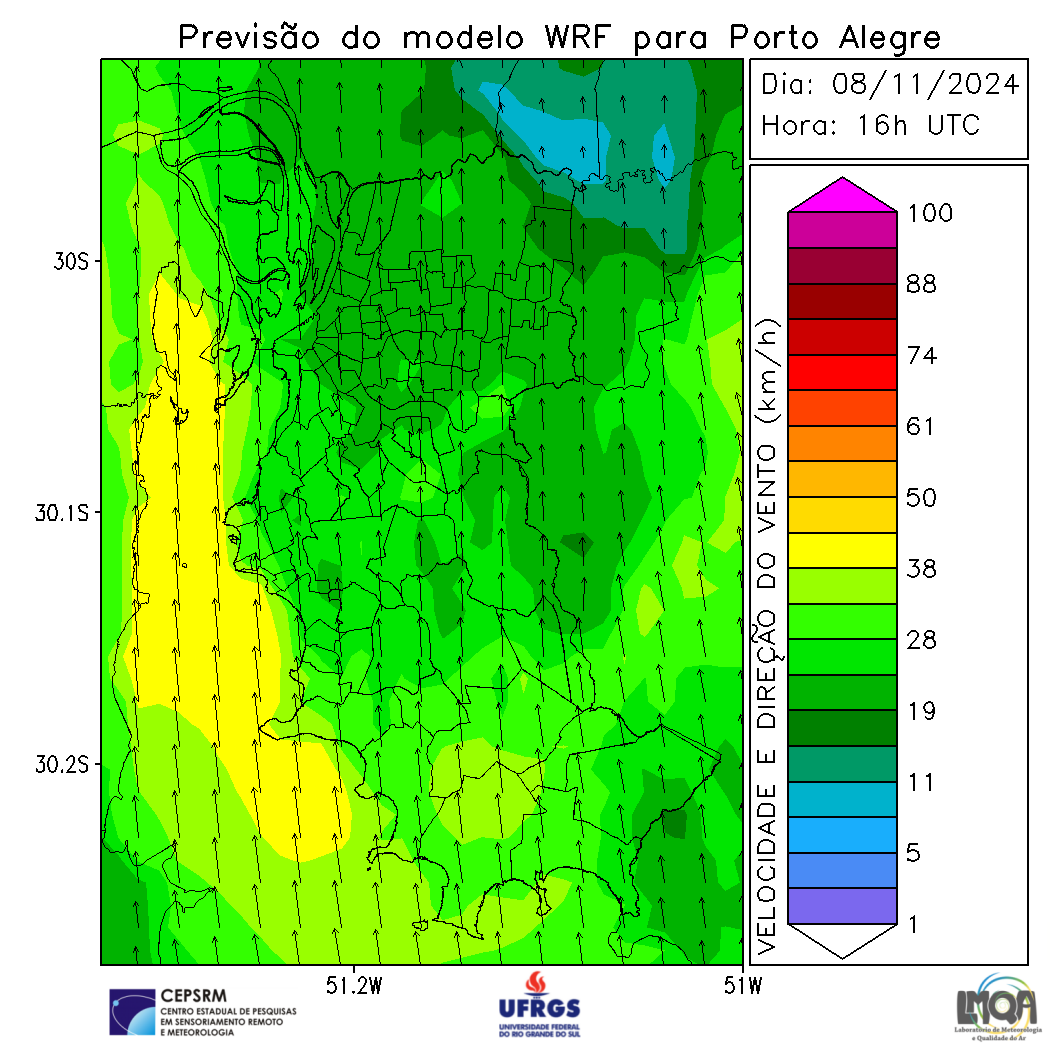 Previsão do modelo WRF para Porto Alegre
Dia: 08/11/2024
Hora: 16h UTC
30S
30.1S
30.2S
51.2W
51W
VELOCIDADE E DIREÇÃO DO VENTO (km/h)
100
88
74
61
50
38
28
19
11
5
1
CEPSRM
CENTRO ESTADUAL DE PESQUISAS
EM SENSORIAMENTO REMOTO
E METEOROLOGIA
UFRGS
UNIVERSIDADE FEDERAL
DO RIO GRANDE DO SUL
LMQA
Laboratório de Meteorologia
e Qualidade do Ar